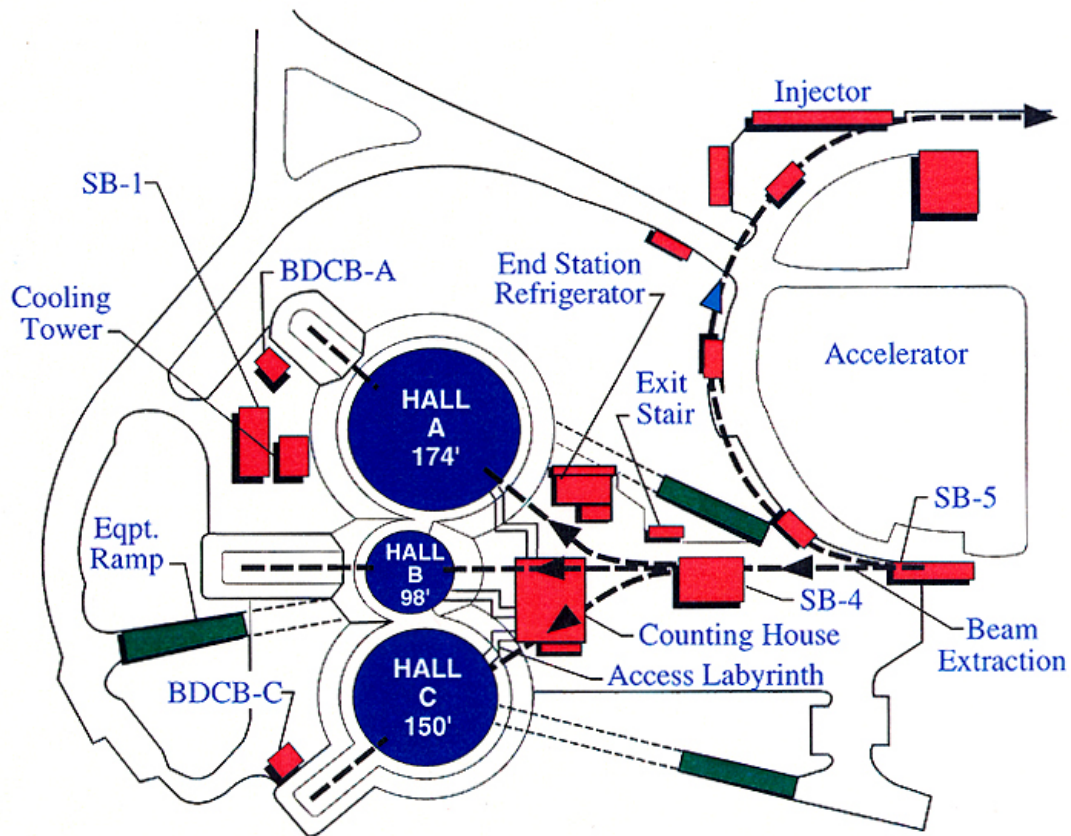 Injector
SB-1
BDCB-A
End Station
Refrigerator
Cooling
Tower
Accelerator
Exit
Stair
HALL
A
174'
SB-5
Eqpt.
Ramp
HALL
B
98'
SB-4
Counting House
Beam
Extraction
Access Labyrinth
HALL
C
150'
BDCB-C